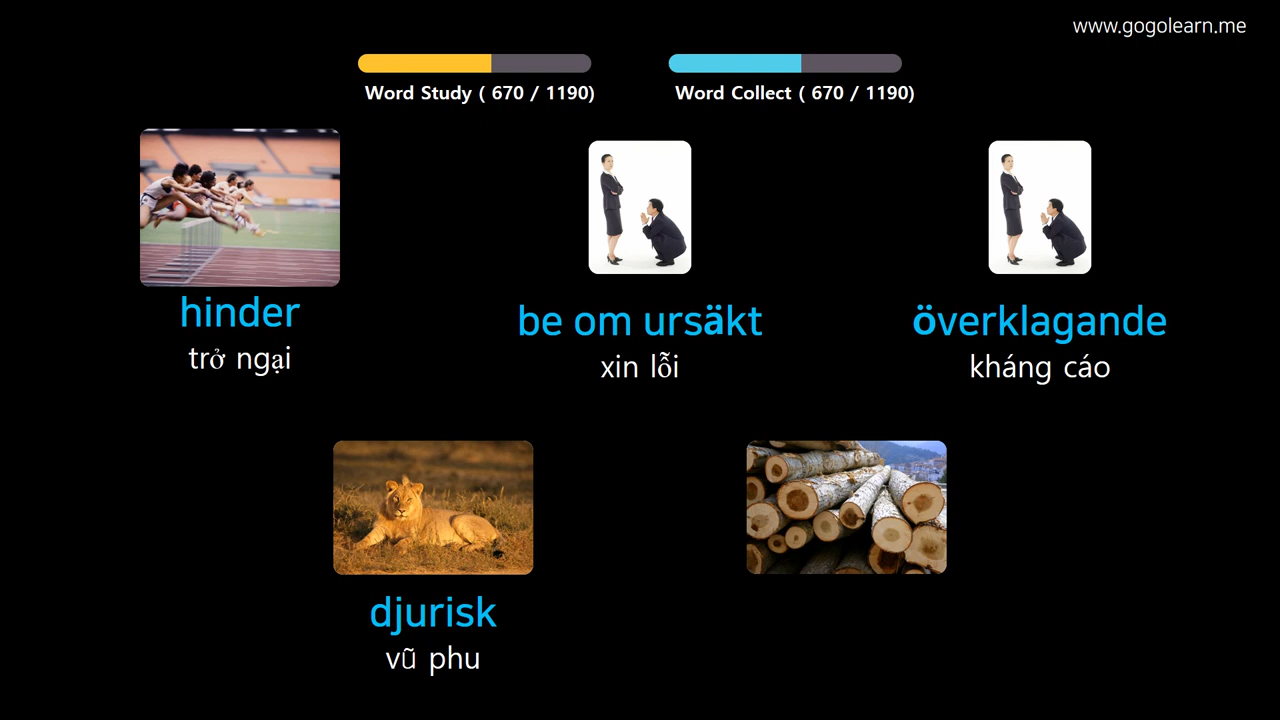 www.gogolearn.me
Word Study ( 670 / 1190)
Word Collect ( 670 / 1190)
hinder
trở ngại
be om ursäkt
xin lỗi
överklagande
kháng cáo
djurisk
vũ phu